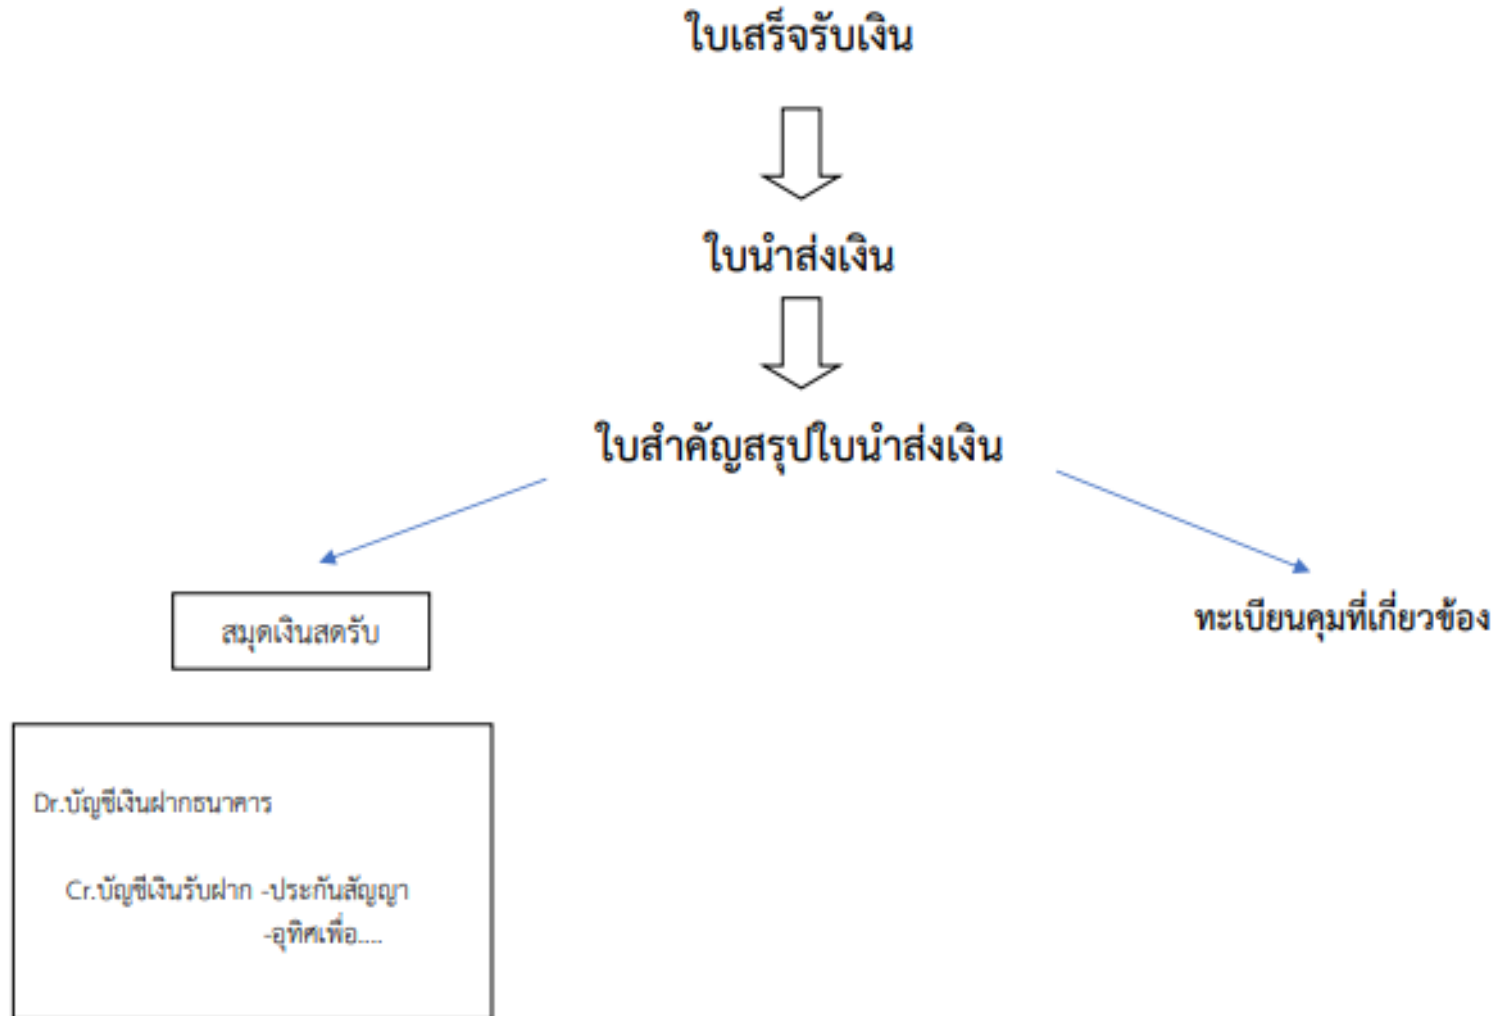 ใบเสร็จรับเงิน
ใบนำส่งเงิน
ใบสำคัญสรุปใบนำส่งเงิน
สมุดเงินสดรับ
ทะเบียนคุมที่เกี่ยวข้อง
Dr.บัญชีเงินฝากธนาคาร
Cr.บัญชีเงินรับฝาก -ประกันสัญญา
-อุทิศเพื่อ....